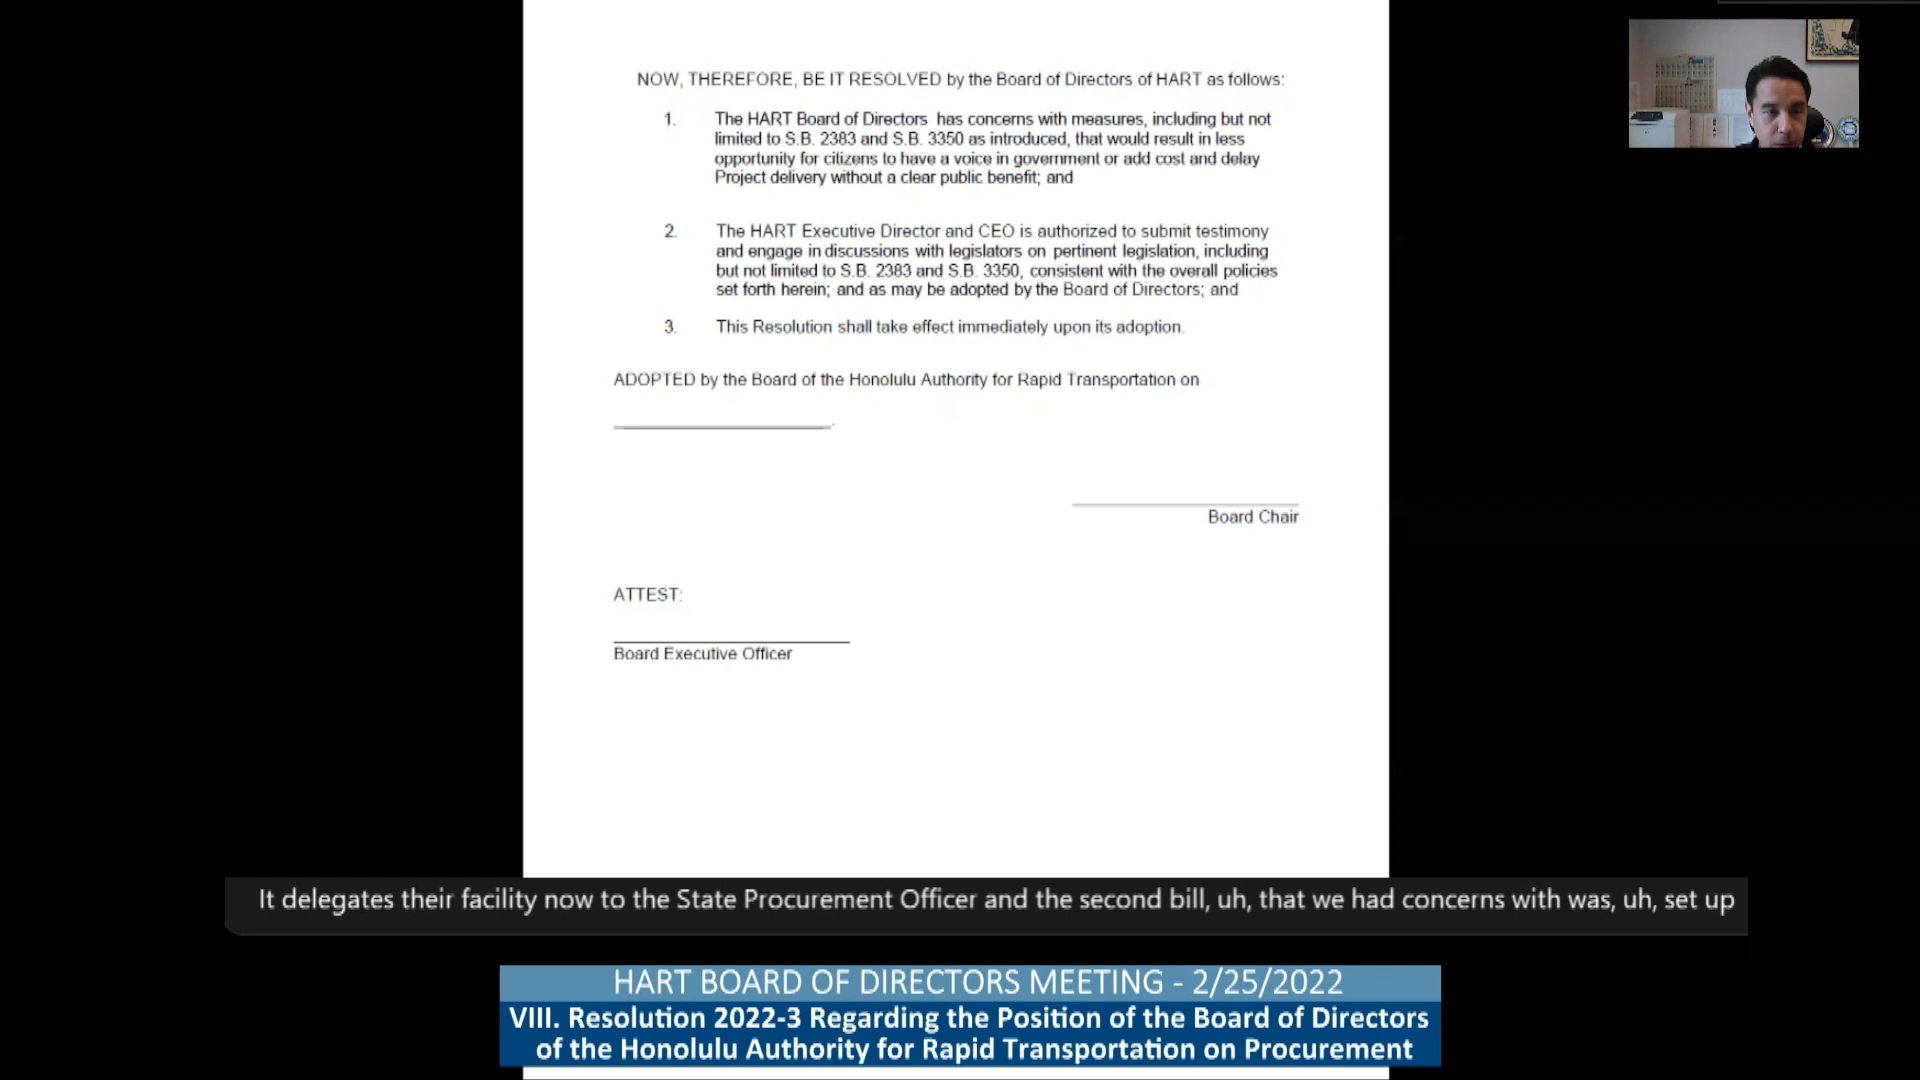 NOW, THEREFORE, BE IT RESOLVED by the Board of Directors of HART as follows:
1. The HART Board of Directors has concerns with measures, including but not
limited to S.B. 2383 and S.B. 3350 as introduced, that would result in less
opportunity for citizens to have a voice in government or add cost and delay
Project delivery without a clear public benefit; and
2. The HART Executive Director and CEO is authorized to submit testimony
and engage in discussions with legislators on pertinent legislation, including
but not limited to S.B. 2383 and S.B. 3350, consistent with the overall policies
set forth herein; and as may be adopted by the Board of Directors; and
3. This Resolution shall take effect immediately upon its adoption.
ADOPTED by the Board of the Honolulu Authority for Rapid Transportation on
.
Board Chair
ATTEST:
Board Executive Officer
It delegates their facility now to the State Procurement Officer and the second bill, uh, that we had concerns with was, uh, set up
HART BOARD OF DIRECTORS MEETING - 2/25/2022
VIII. Resolution 2022-3 Regarding the Position of the Board of Directors
of the Honolulu Authority for Rapid Transportation on Procurement